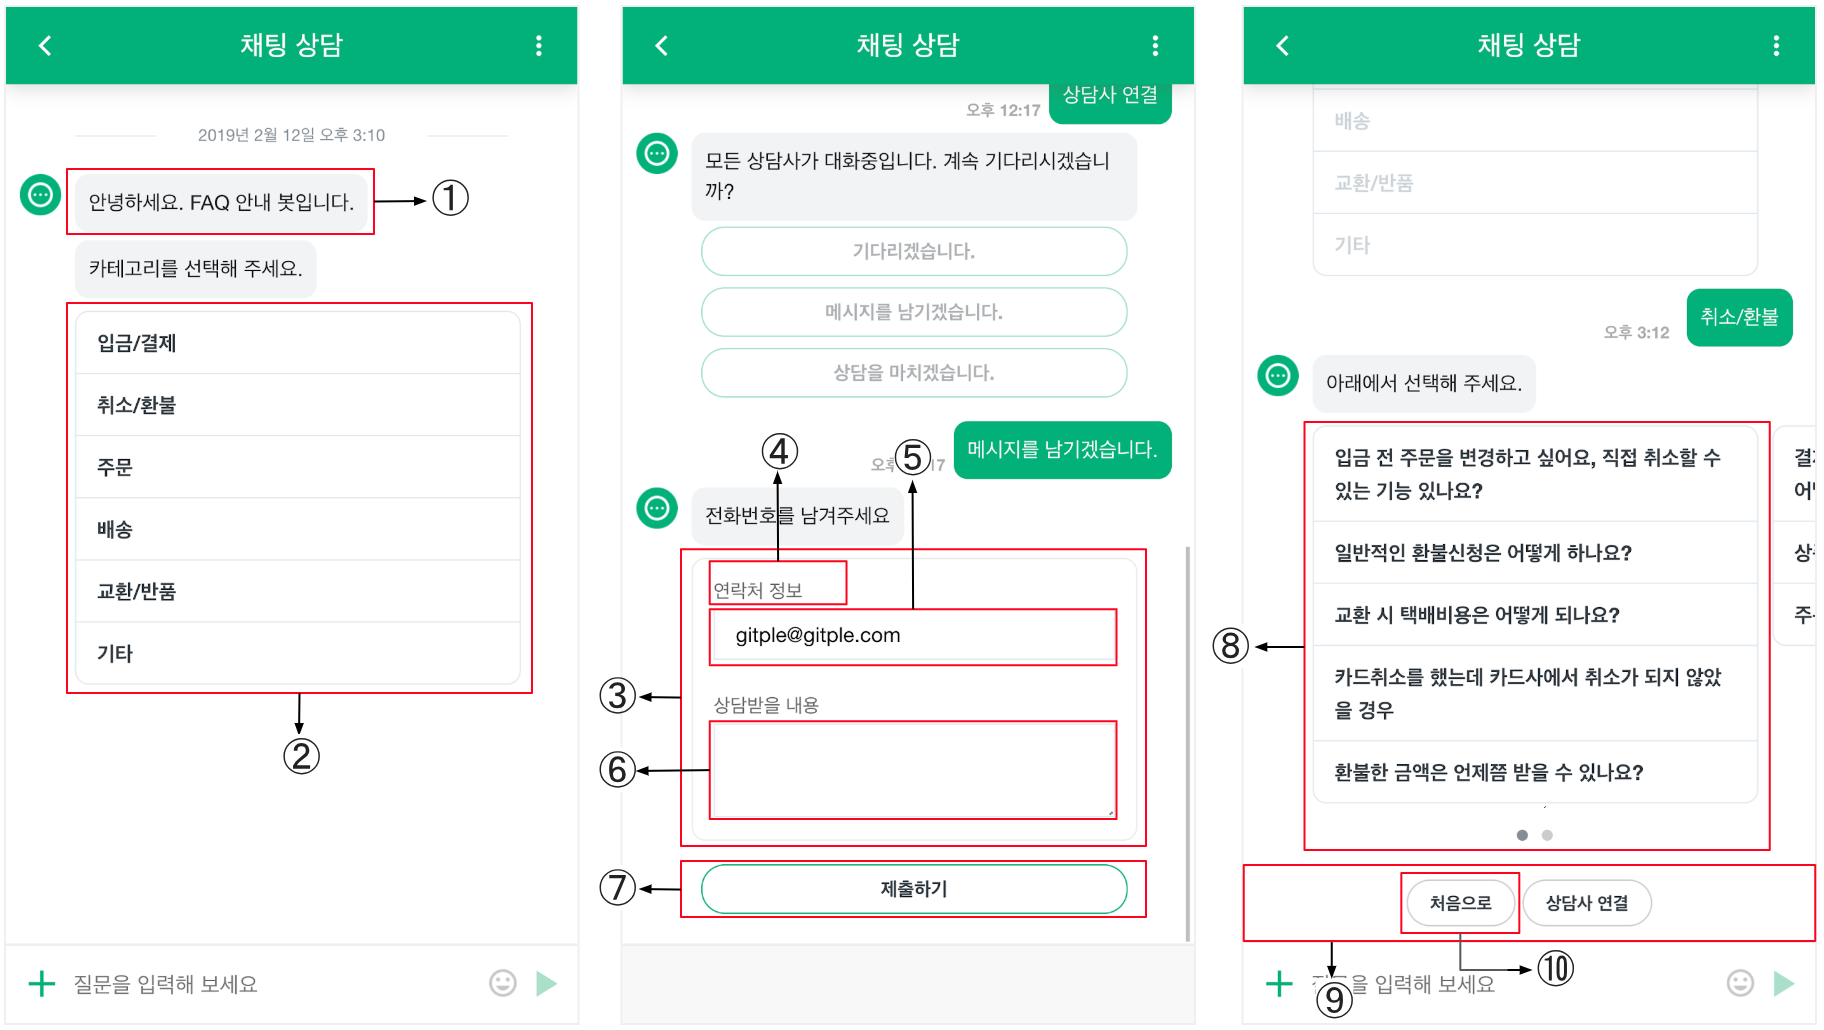 채팅 상담
2019년 2월 12일 오후 3:10
안녕하세요. FAQ 안내 봇입니다.
①
카테고리를 선택해 주세요.
입금/결제
취소/환불
주문
배송
교환/반품
기타
②
질문을 입력해 보세요
채팅 상담
상담사 연결
오후 12:17
모든 상담사가 대화중입니다. 계속 기다리시겠습니
까?
기다리겠습니다.
메시지를 남기겠습니다.
상담을 마치겠습니다.
메시지를 남기겠습니다.
④
⑤
17
전화번호를 남겨주세요
연락처 정보
gitple@gitple.com
③
상담받을 내용
⑥
⑦
제출하기
채팅 상담
배송
교환/반품
기타
취소/환불
오후 3:12
아래에서 선택해 주세요.
입금 전 주문을 변경하고 싶어요, 직접 취소할 수
있는 기능 있나요?
일반적인 환불신청은 어떻게 하나요?
교환 시 택배비용은 어떻게 되나요?
⑧
카드취소를 했는데 카드사에서 취소가 되지 않았
을 경우
환불한 금액은 언제쯤 받을 수 있나요?
처음으로
상담사 연결
⑩
⑨
을 입력해 보세요